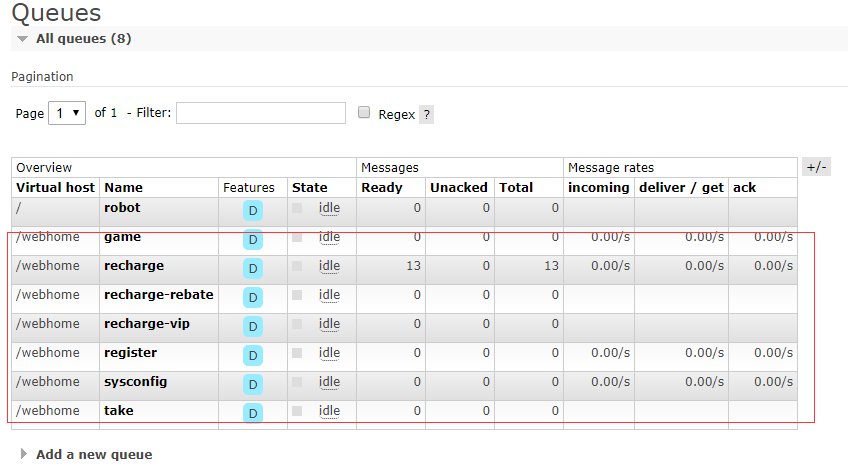 Queues
All queues (8)
Pagination
Page 1 of 1 - Filter: Regex ?
Overview Messages Message rates +/-
Virtual host Name Features State Ready Unacked Total incoming deliver / get ack
/ robot D idle 0 0 0
/webhome game D idle 0 0 0 0.00/s 0.00/s 0.00/s
/webhome recharge D idle 13 0 13 0.00/s 0.00/s 0.00/s
/webhome recharge-rebate D idle 0 0 0
/webhome recharge-vip D idle 0 0 0
/webhome register D idle 0 0 0 0.00/s 0.00/s 0.00/s
/webhome sysconfig D idle 0 0 0 0.00/s 0.00/s 0.00/s
/webhome take D idle 0 0 0
Add a new queue